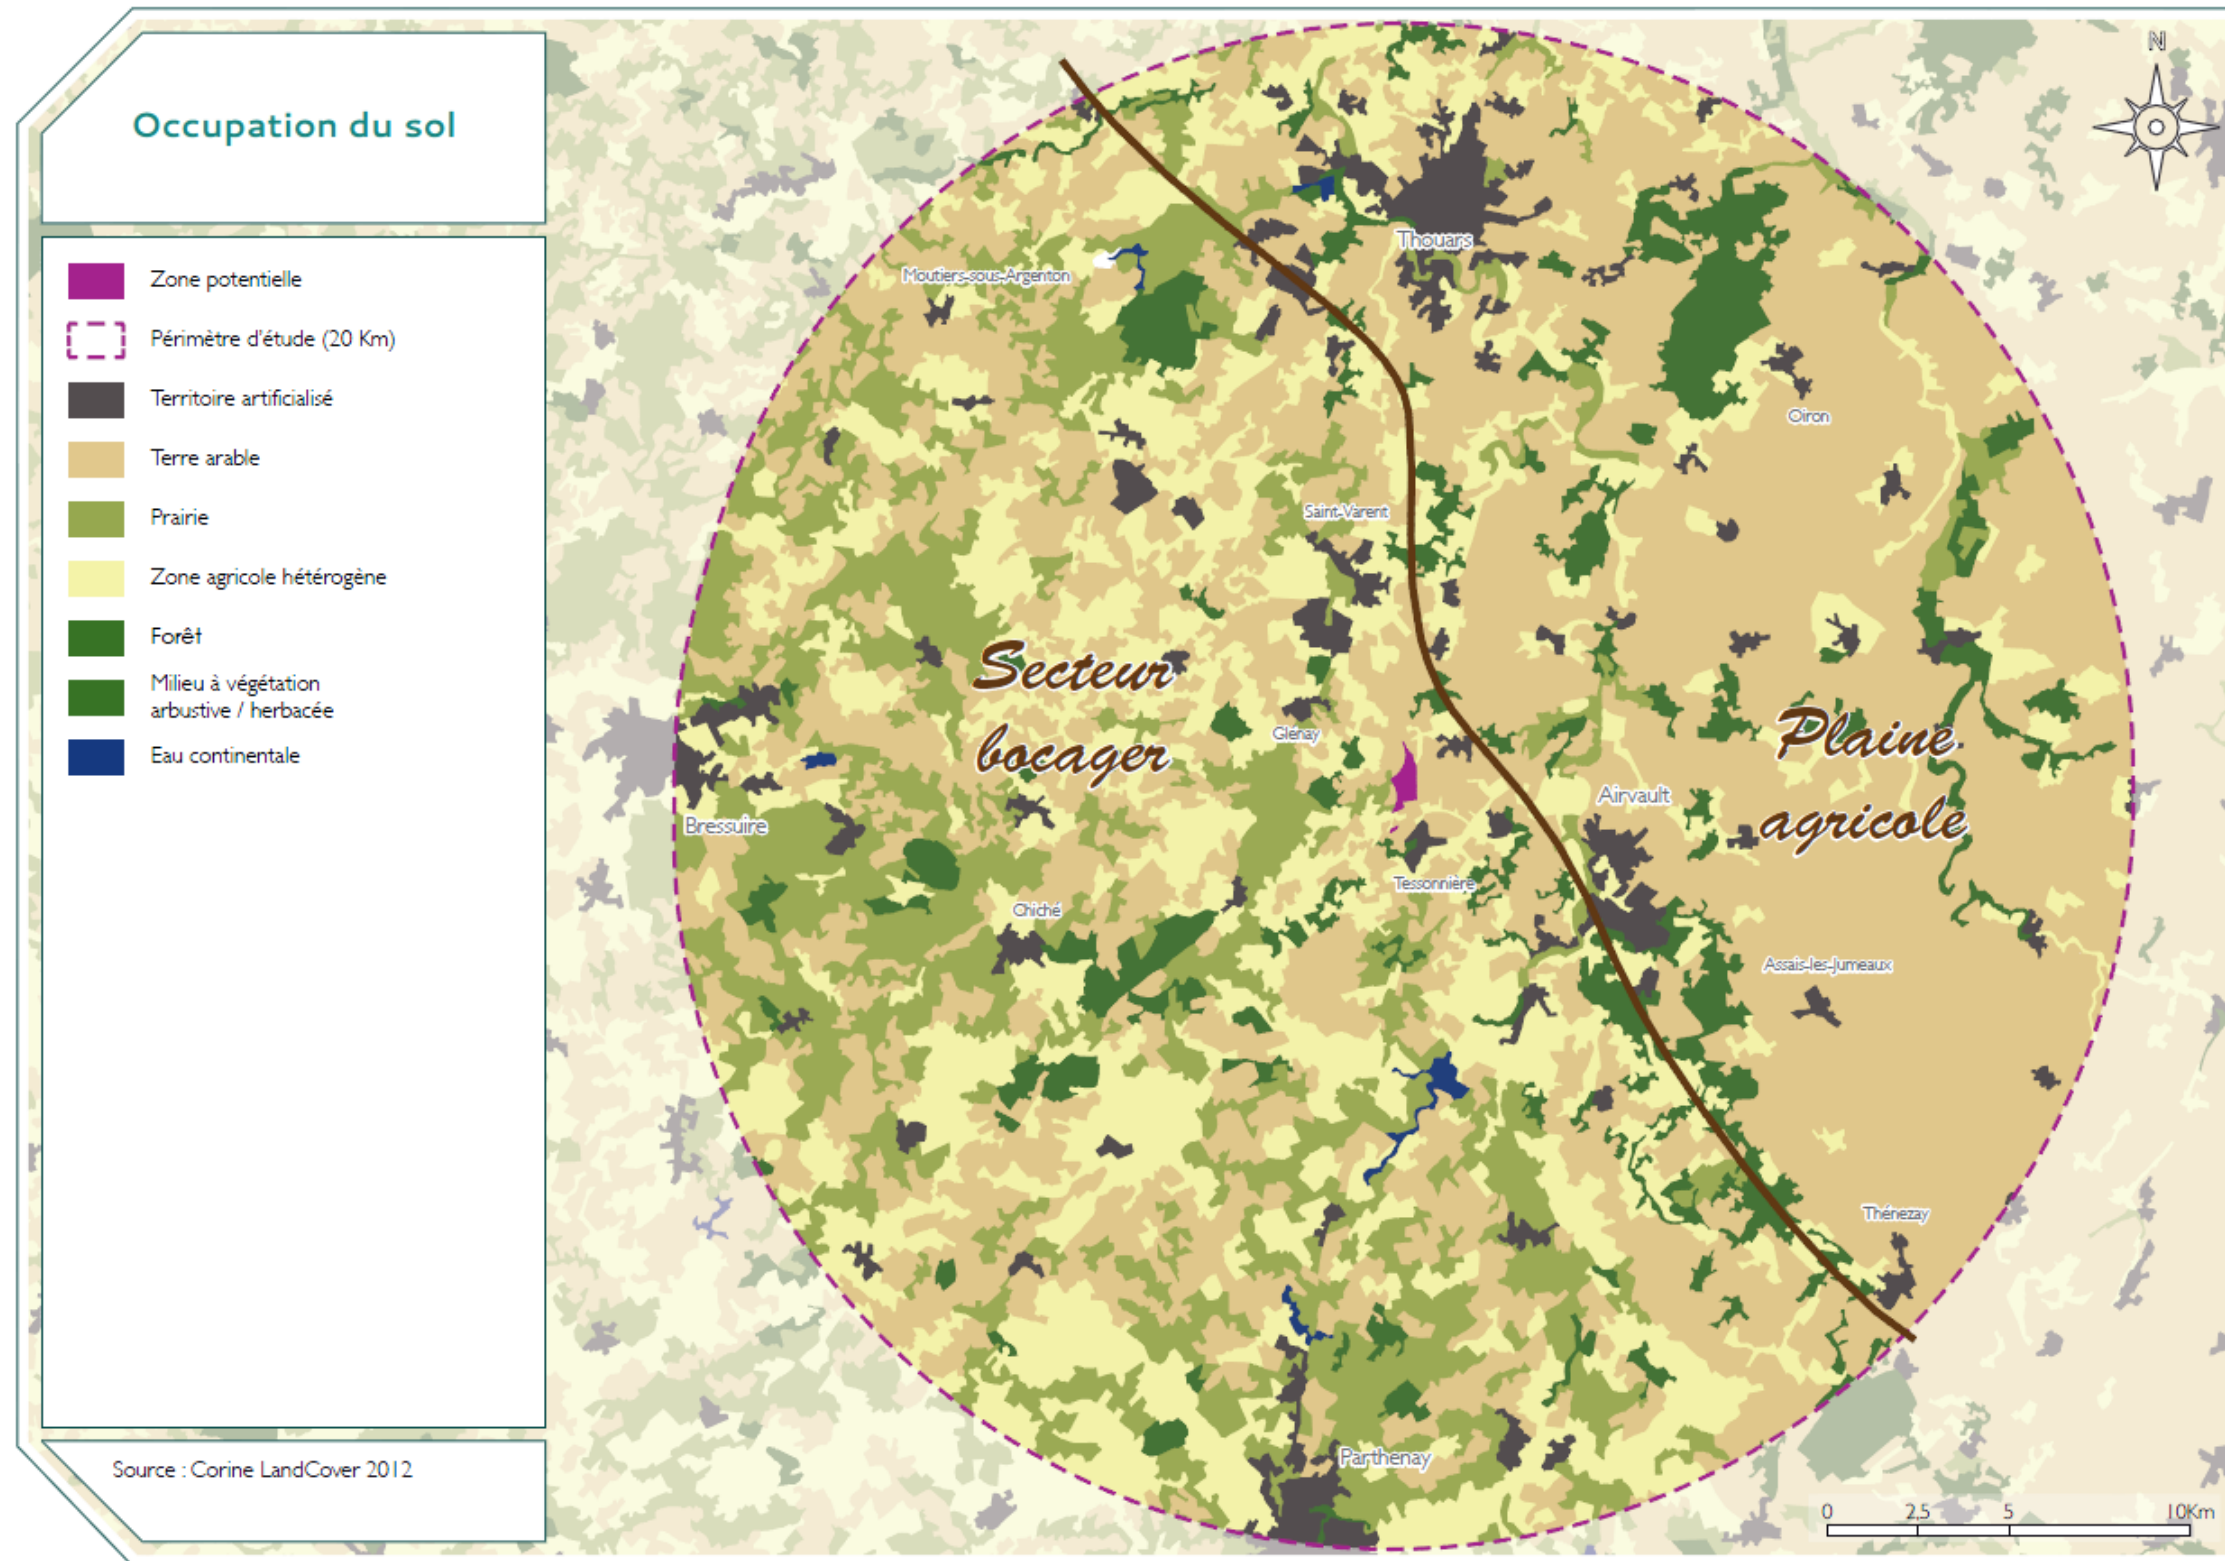 Occupation du sol
Zone potentielle
Périmètre d'étude (20 Km)
Territoire artificialisé
Terre arable
Prairie
Zone agricole hétérogène
Forêt
Milieu à végétation
arbustive / herbacée
Eau continentale
Source : Corine LandCover 2012
N
Thouars
Moutiers-sous-Argenton
Oiron
Saint-Varent
Secteur
bocager
Glénay
Plaine
agricole
Airvault
Bressuire
Tessonnière
Chiché
Assais-les-Jumeaux
Thénezay
Parthenay
0 2,5 5 10Km